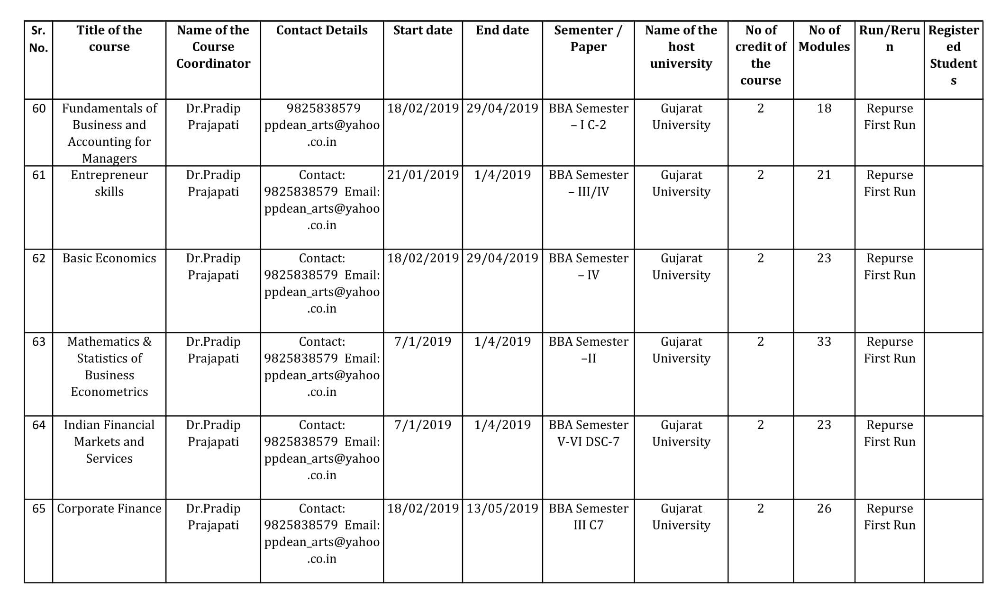 Sr. No. | Title of the course | Name of the Course Coordinator | Contact Details | Start date | End date | Sementer / Paper | Name of the host university | No of credit of the course | No of Modules | Run/Rerun | Registered Students
60 | Fundamentals of Business and Accounting for Managers | Dr.Pradip Prajapati | 9825838579 ppdean_arts@yahoo.co.in | 18/02/2019 | 29/04/2019 | BBA Semester – I C-2 | Gujarat University | 2 | 18 | Repurse First Run |
61 | Entrepreneur skills | Dr.Pradip Prajapati | Contact: 9825838579 Email: ppdean_arts@yahoo.co.in | 21/01/2019 | 1/4/2019 | BBA Semester – III/IV | Gujarat University | 2 | 21 | Repurse First Run |
62 | Basic Economics | Dr.Pradip Prajapati | Contact: 9825838579 Email: ppdean_arts@yahoo.co.in | 18/02/2019 | 29/04/2019 | BBA Semester – IV | Gujarat University | 2 | 23 | Repurse First Run |
63 | Mathematics & Statistics of Business Econometrics | Dr.Pradip Prajapati | Contact: 9825838579 Email: ppdean_arts@yahoo.co.in | 7/1/2019 | 1/4/2019 | BBA Semester –II | Gujarat University | 2 | 33 | Repurse First Run |
64 | Indian Financial Markets and Services | Dr.Pradip Prajapati | Contact: 9825838579 Email: ppdean_arts@yahoo.co.in | 7/1/2019 | 1/4/2019 | BBA Semester V-VI DSC-7 | Gujarat University | 2 | 23 | Repurse First Run |
65 | Corporate Finance | Dr.Pradip Prajapati | Contact: 9825838579 Email: ppdean_arts@yahoo.co.in | 18/02/2019 | 13/05/2019 | BBA Semester III C7 | Gujarat University | 2 | 26 | Repurse First Run |